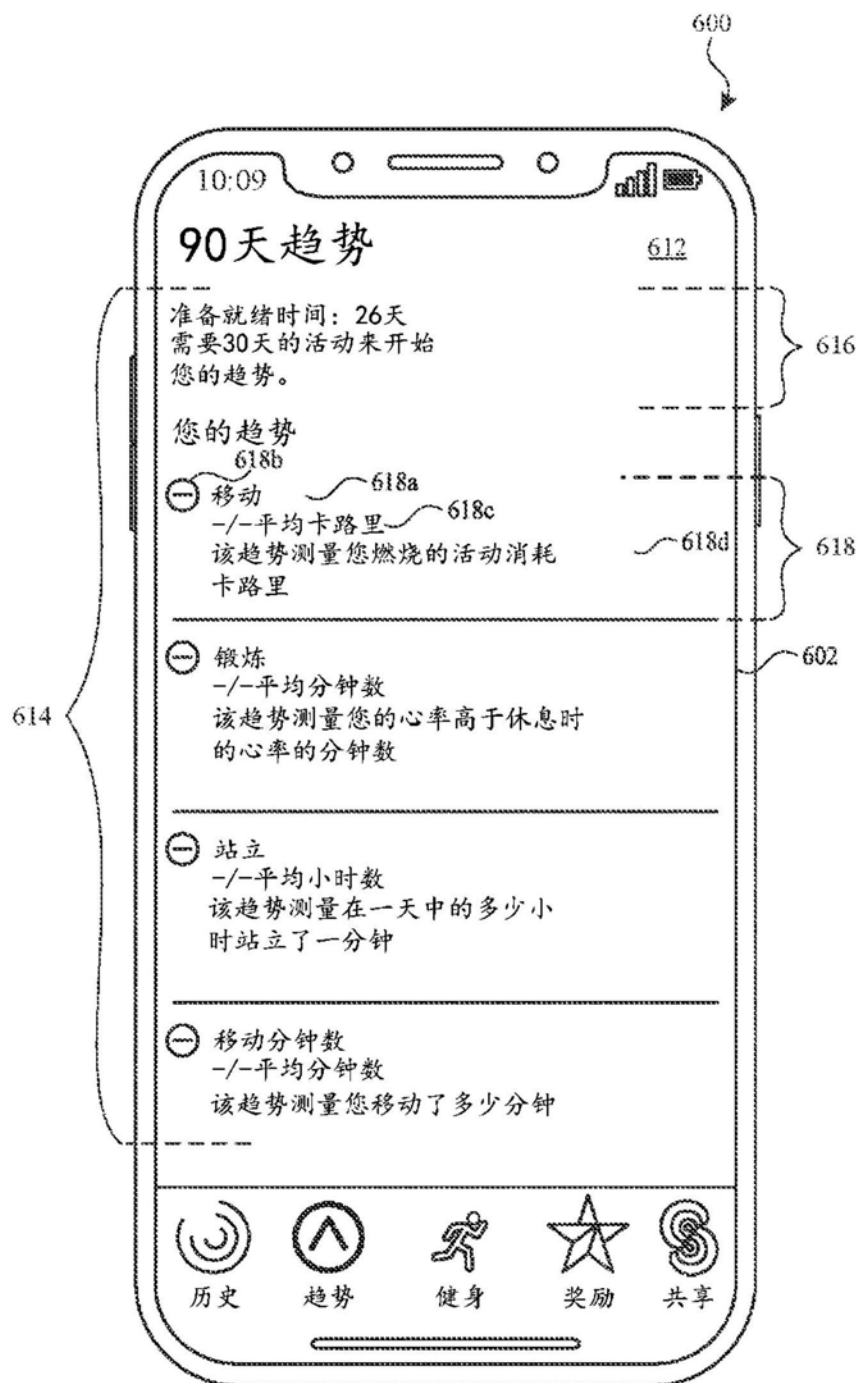 600
10:09
90天趋势
612
准备就绪时间：26天
需要30天的活动来开始
您的趋势。
616
您的趋势
618b
移动
618a
-/-平均卡路里
618c
该趋势测量您燃烧的活动消耗
卡路里
618d
618
602
锻炼
-/-平均分钟数
该趋势测量您的心率高于休息时
的心率的分钟数
614
站立
-/-平均小时数
该趋势测量在一天中的多少小
时站立了一分钟
移动分钟数
-/-平均分钟数
该趋势测量您移动了多少分钟
历史 趋势 健身 奖励 共享